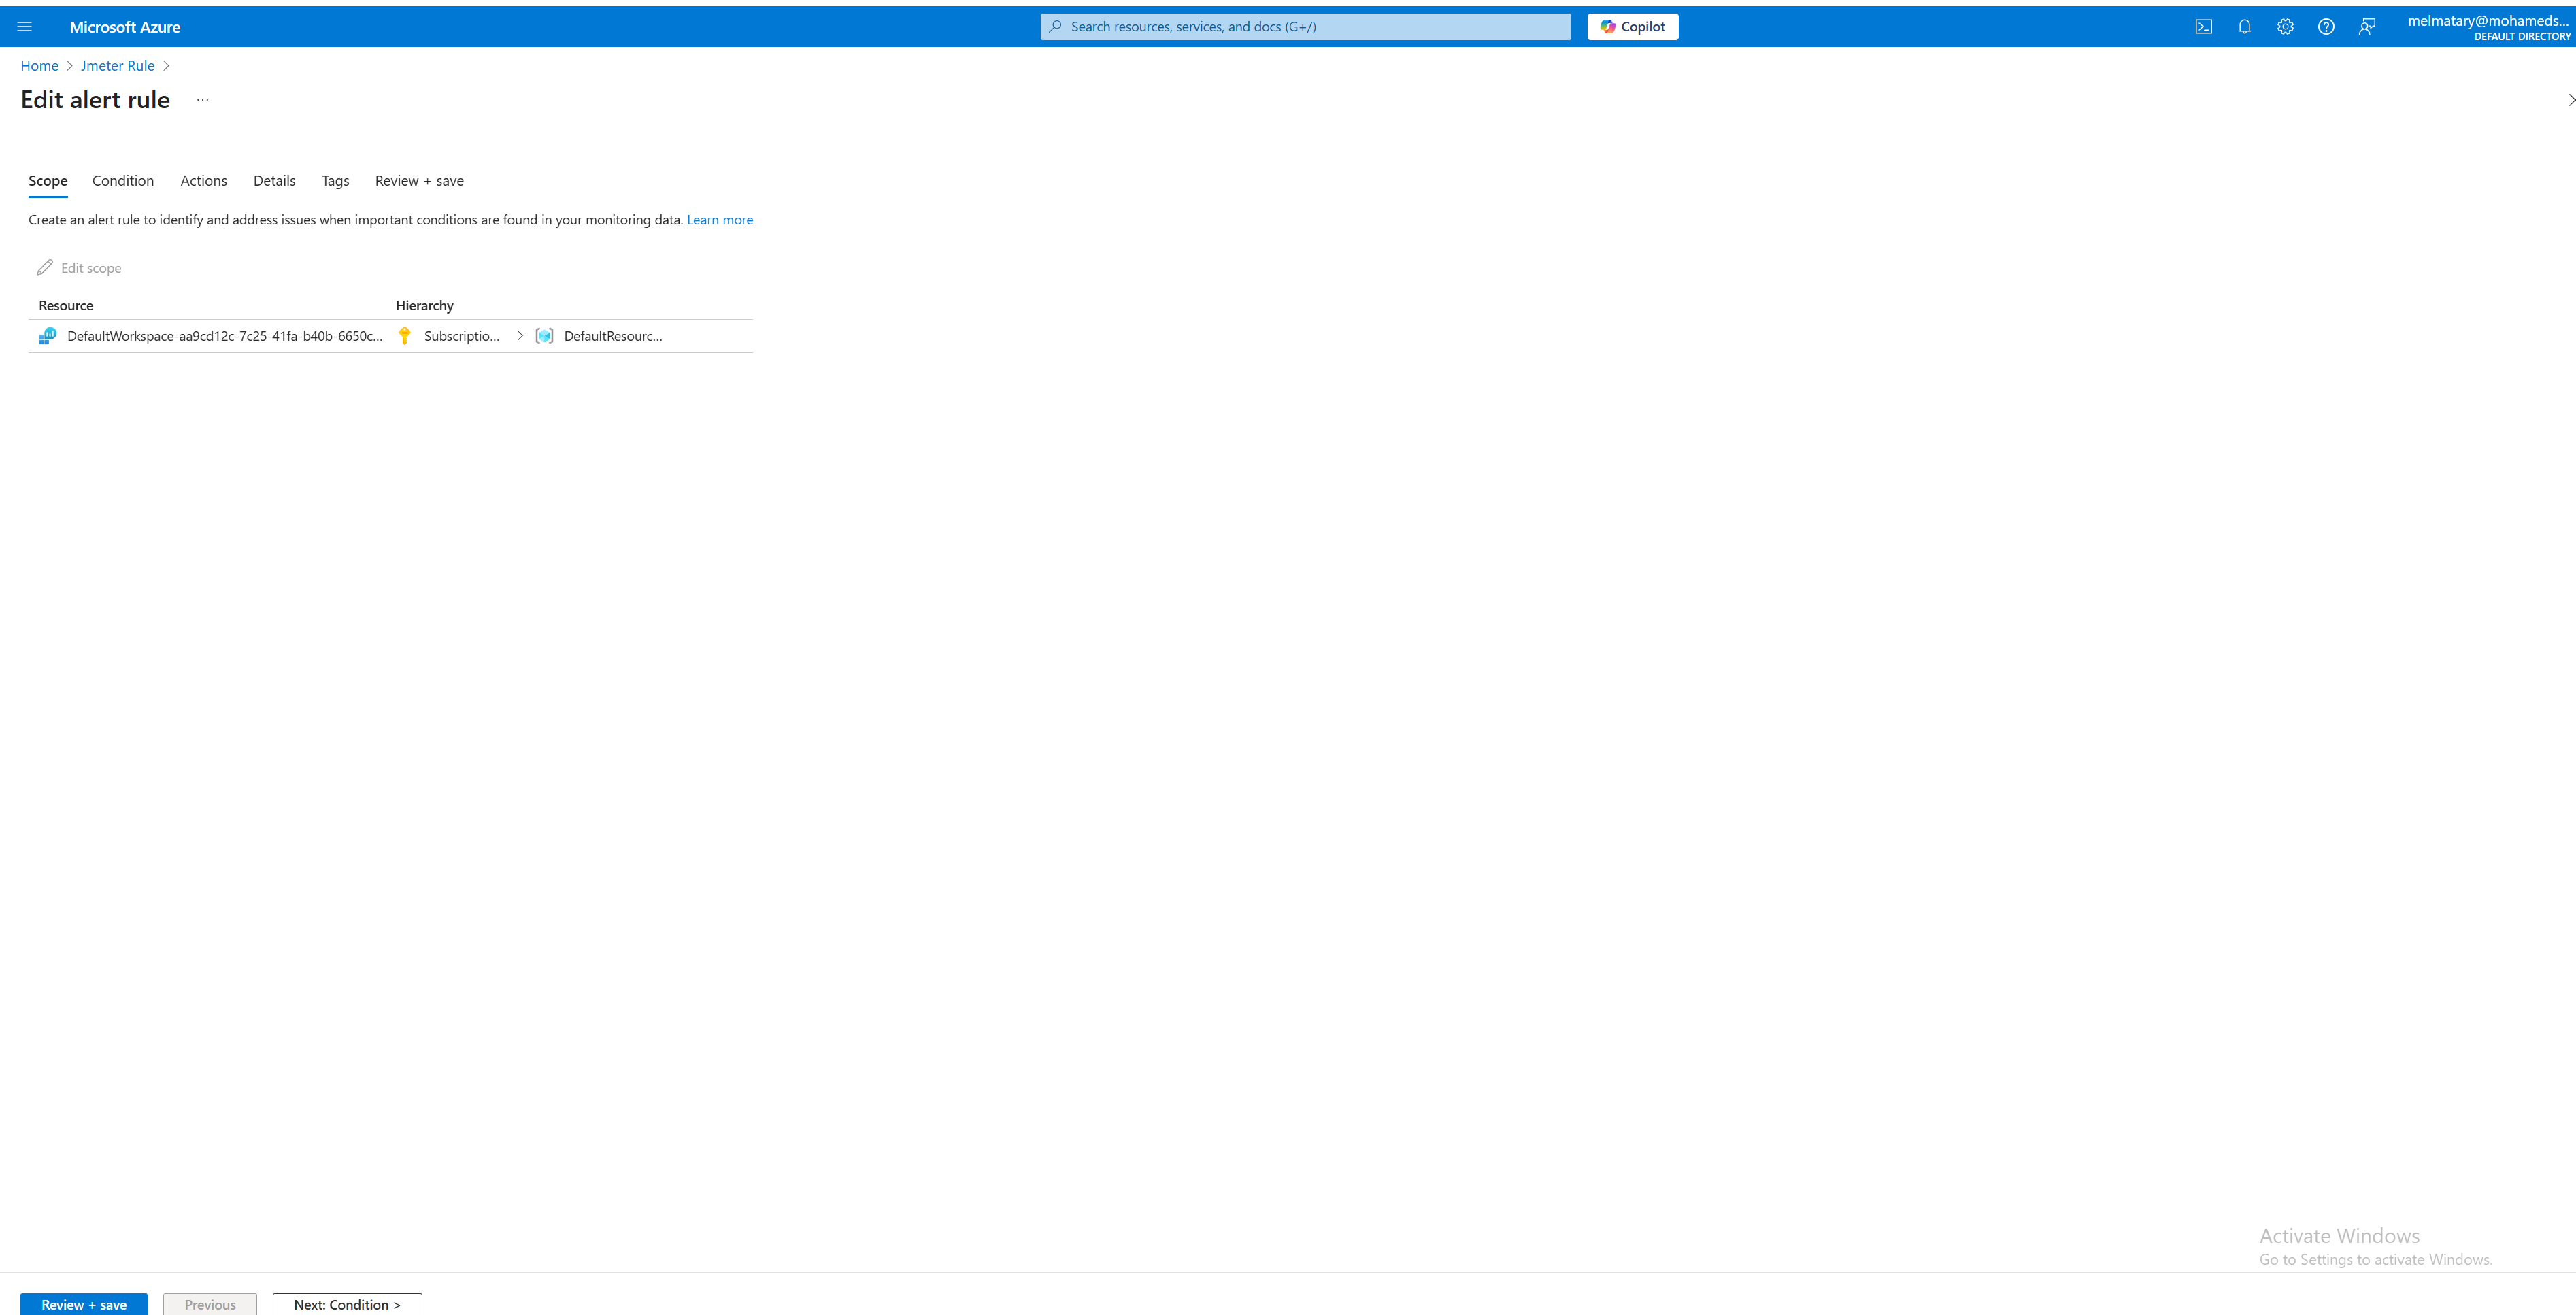 Microsoft Azure
Search resources, services, and docs (G+/)
Copilot
melmatary@mohameds...
DEFAULT DIRECTORY
Home > Jmeter Rule >
Edit alert rule ...
Scope Condition Actions Details Tags Review + save
Create an alert rule to identify and address issues when important conditions are found in your monitoring data. Learn more
Edit scope
Resource Hierarchy
DefaultWorkspace-aa9cd12c-7c25-41fa-b40b-6650c... Subscriptio... > DefaultResourc...
Activate Windows
Go to Settings to activate Windows.
Review + save Previous Next: Condition >